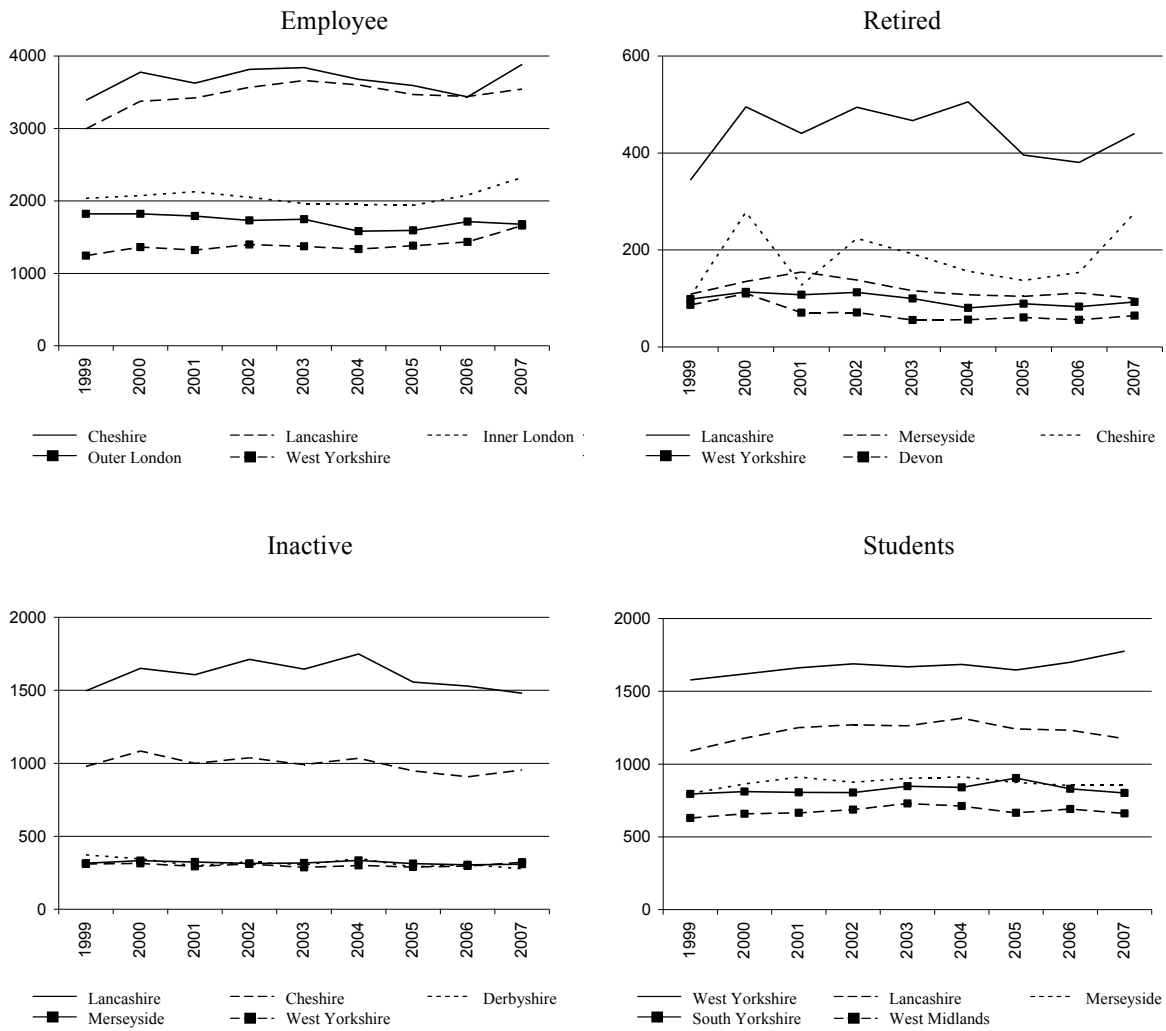 Employee
4000
3000
2000
1000
0
1999 2000 2001 2002 2003 2004 2005 2006 2007
Cheshire Lancashire Inner London
Outer London West Yorkshire
Retired
600
400
200
0
1999 2000 2001 2002 2003 2004 2005 2006 2007
Lancashire Merseyside Cheshire
West Yorkshire Devon
Inactive
2000
1500
1000
500
0
1999 2000 2001 2002 2003 2004 2005 2006 2007
Lancashire Cheshire Derbyshire
Merseyside West Yorkshire
Students
2000
1500
1000
500
0
1999 2000 2001 2002 2003 2004 2005 2006 2007
West Yorkshire Lancashire Merseyside
South Yorkshire West Midlands